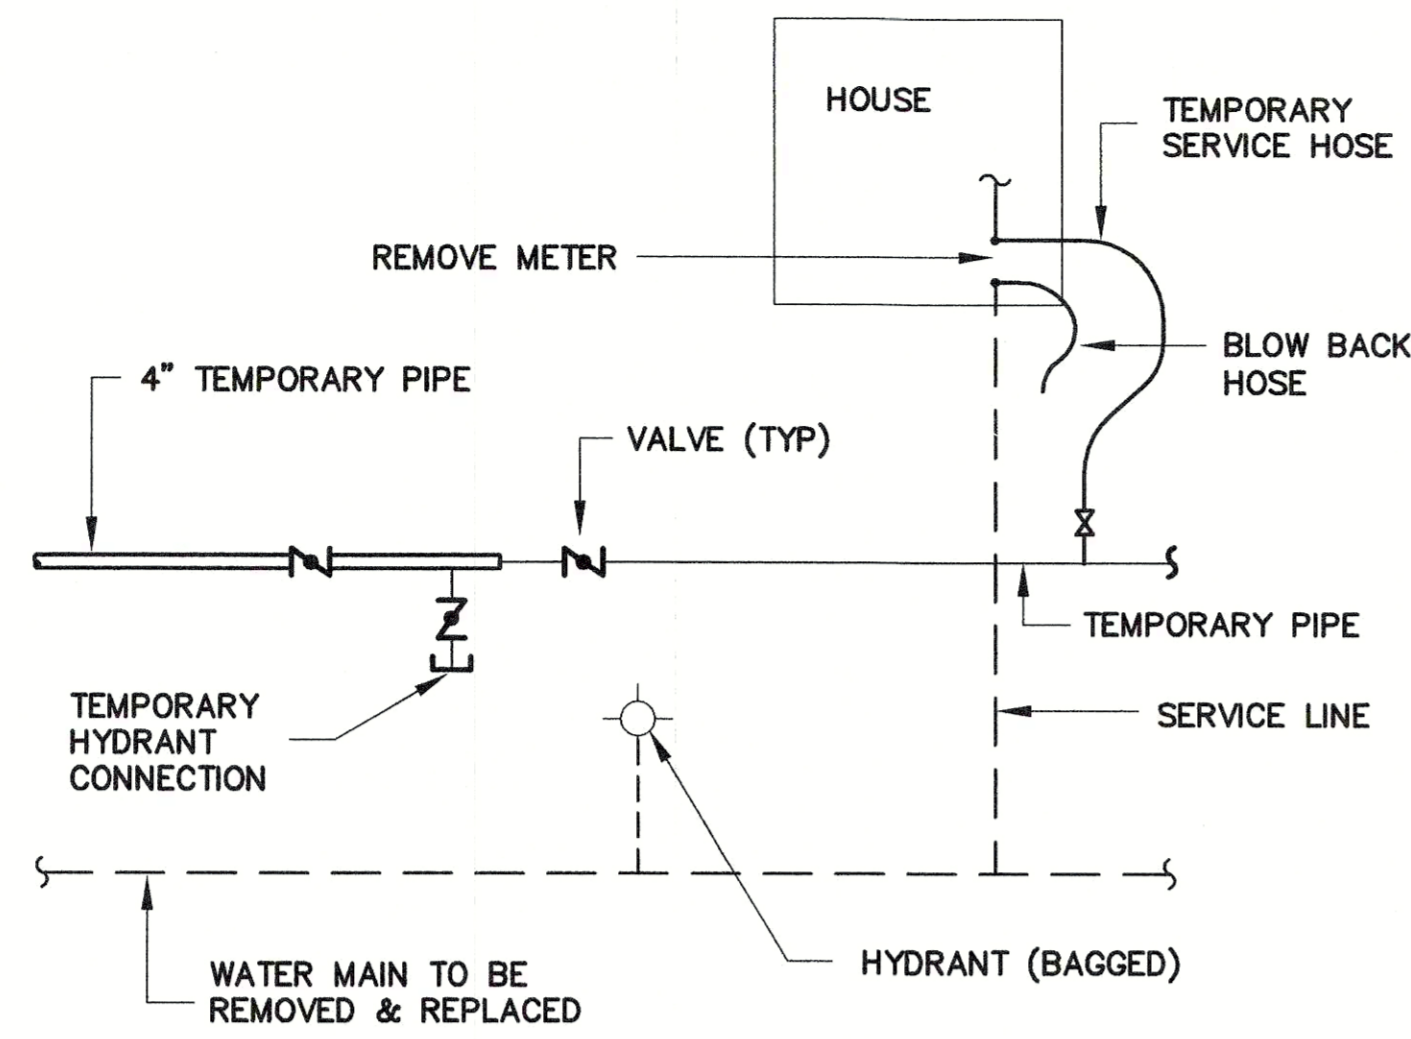 HOUSE
TEMPORARY
SERVICE HOSE
REMOVE METER
BLOW BACK
HOSE
4" TEMPORARY PIPE
VALVE (TYP)
TEMPORARY PIPE
TEMPORARY
HYDRANT
CONNECTION
SERVICE LINE
HYDRANT (BAGGED)
WATER MAIN TO BE
REMOVED & REPLACED